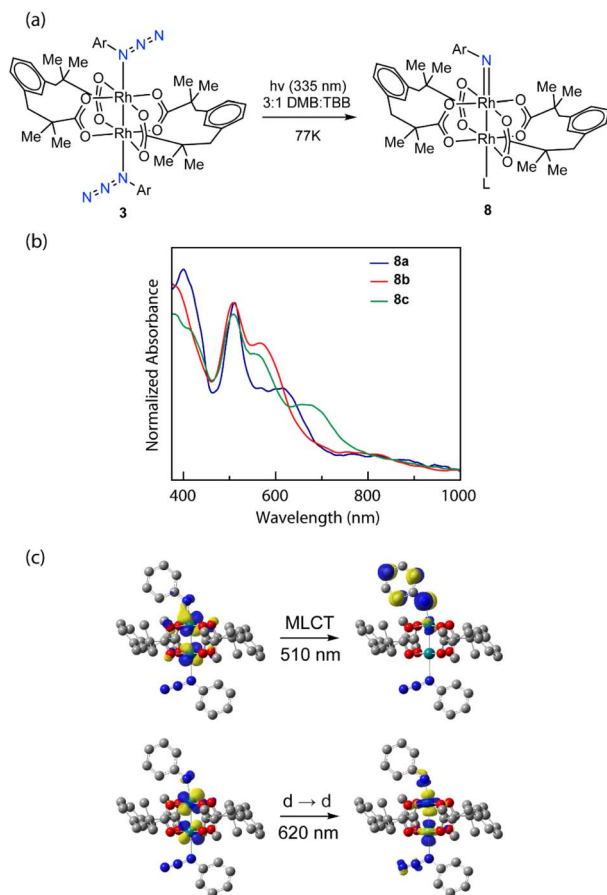 (a)
Ar
N
N
N
Me
Me
Me
Me
O
O
O
O
Rh
Rh
O
O
O
O
Me
Me
Me
Me
N
N
N
Ar
3
hν (335 nm)
3:1 DMB:TBB
77K
Ar
N
Me
Me
Me
Me
O
O
O
O
Rh
Rh
O
O
O
O
Me
Me
Me
Me
L
8
(b)
Normalized Absorbance
8a
8b
8c
400
600
800
1000
Wavelength (nm)
(c)
MLCT
510 nm
d → d
620 nm